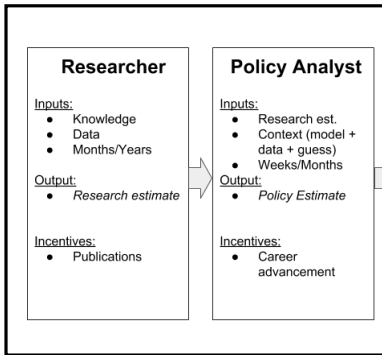 Researcher
Inputs:
● Knowledge
● Data
● Months/Years
Output:
● Research estimate
Incentives:
● Publications
Policy Analyst
Inputs:
● Research est.
● Context (model +
data + guess)
● Weeks/Months
Output:
● Policy Estimate
Incentives:
● Career
advancement